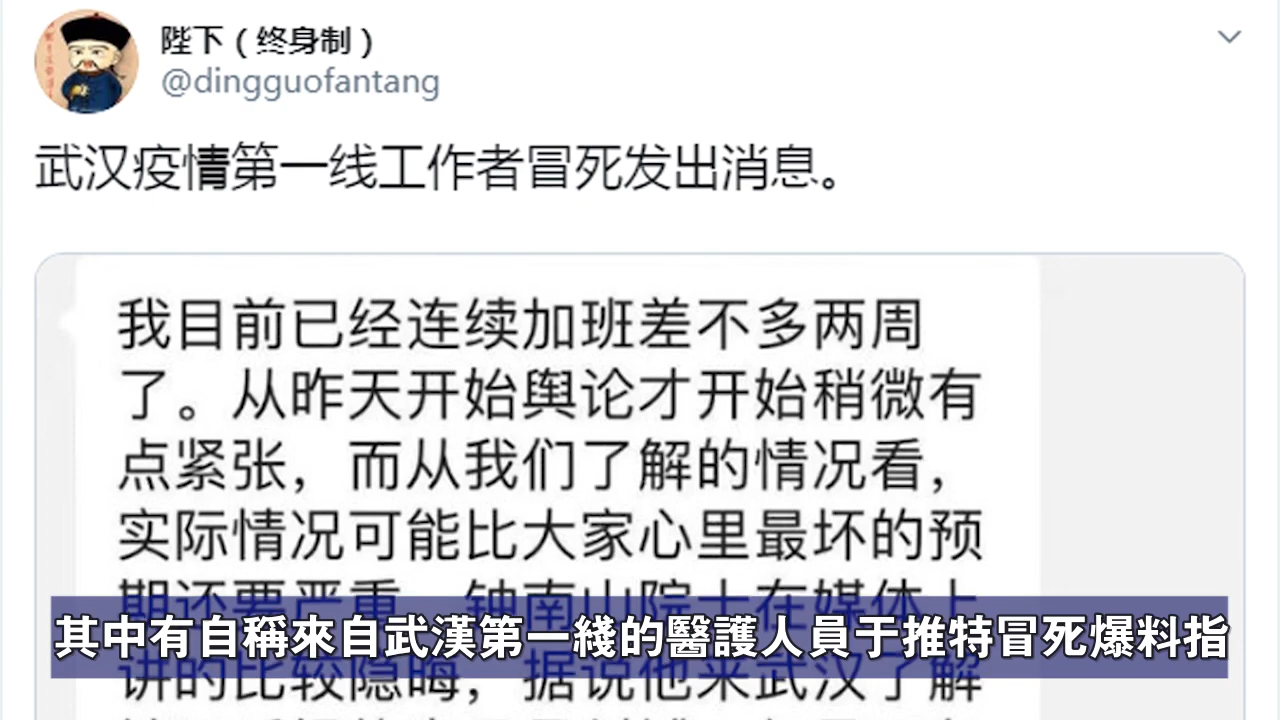 陛下（终身制）
@dingguofantang
武汉疫情第一线工作者冒死发出消息。
我目前已经连续加班差不多两周
了。从昨天开始舆论才开始稍微有
点紧张，而从我们了解的情况看，
实际情况可能比大家心里最坏的预
期还要严重。钟南山院士在媒体上
其中有自稱來自武漢第一綫的醫護人員于推特冒死爆料指
讲的比较隐晦，据说他来武汉了解